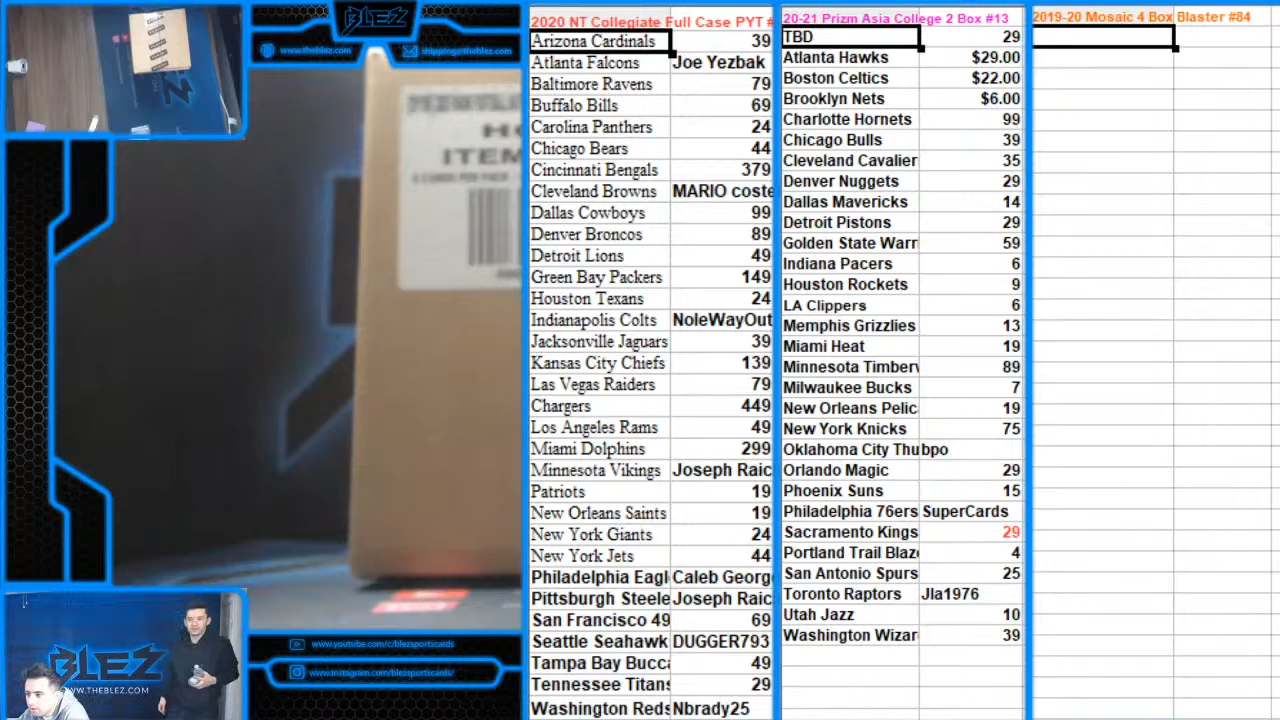 BLEZ
www.theblez.com
shipping@theblez.com
BLEZ
WWW.THEBLEZ.COM
www.youtube.com/c/blezsportscards
www.instagram.com/blezsportscards/
2020 NT Collegiate Full Case PYT #
Arizona Cardinals 39
Atlanta Falcons Joe Yezbak
Baltimore Ravens 79
Buffalo Bills 69
Carolina Panthers 24
Chicago Bears 44
Cincinnati Bengals 379
Cleveland Browns MARIO coste
Dallas Cowboys 99
Denver Broncos 89
Detroit Lions 49
Green Bay Packers 149
Houston Texans 24
Indianapolis Colts NoleWayOut
Jacksonville Jaguars 39
Kansas City Chiefs 139
Las Vegas Raiders 79
Chargers 449
Los Angeles Rams 49
Miami Dolphins 299
Minnesota Vikings Joseph Raic
Patriots 19
New Orleans Saints 19
New York Giants 24
New York Jets 44
Philadelphia Eagl Caleb Georg
Pittsburgh Steele Joseph Raic
San Francisco 49 69
Seattle Seahawk DUGGER793
Tampa Bay Bucca 49
Tennessee Titans 29
Washington Reds Nbrady25
20-21 Prizm Asia College 2 Box #13
TBD 29
Atlanta Hawks $29.00
Boston Celtics $22.00
Brooklyn Nets $6.00
Charlotte Hornets 99
Chicago Bulls 39
Cleveland Cavalier 35
Denver Nuggets 29
Dallas Mavericks 14
Detroit Pistons 29
Golden State Warri 59
Indiana Pacers 6
Houston Rockets 9
LA Clippers 6
Memphis Grizzlies 13
Miami Heat 19
Minnesota Timberv 89
Milwaukee Bucks 7
New Orleans Pelic 19
New York Knicks 75
Oklahoma City Thu bpo
Orlando Magic 29
Phoenix Suns 15
Philadelphia 76ers SuperCards
Sacramento Kings 29
Portland Trail Blaze 4
San Antonio Spurs 25
Toronto Raptors Jla1976
Utah Jazz 10
Washington Wizar 39
2019-20 Mosaic 4 Box Blaster #84